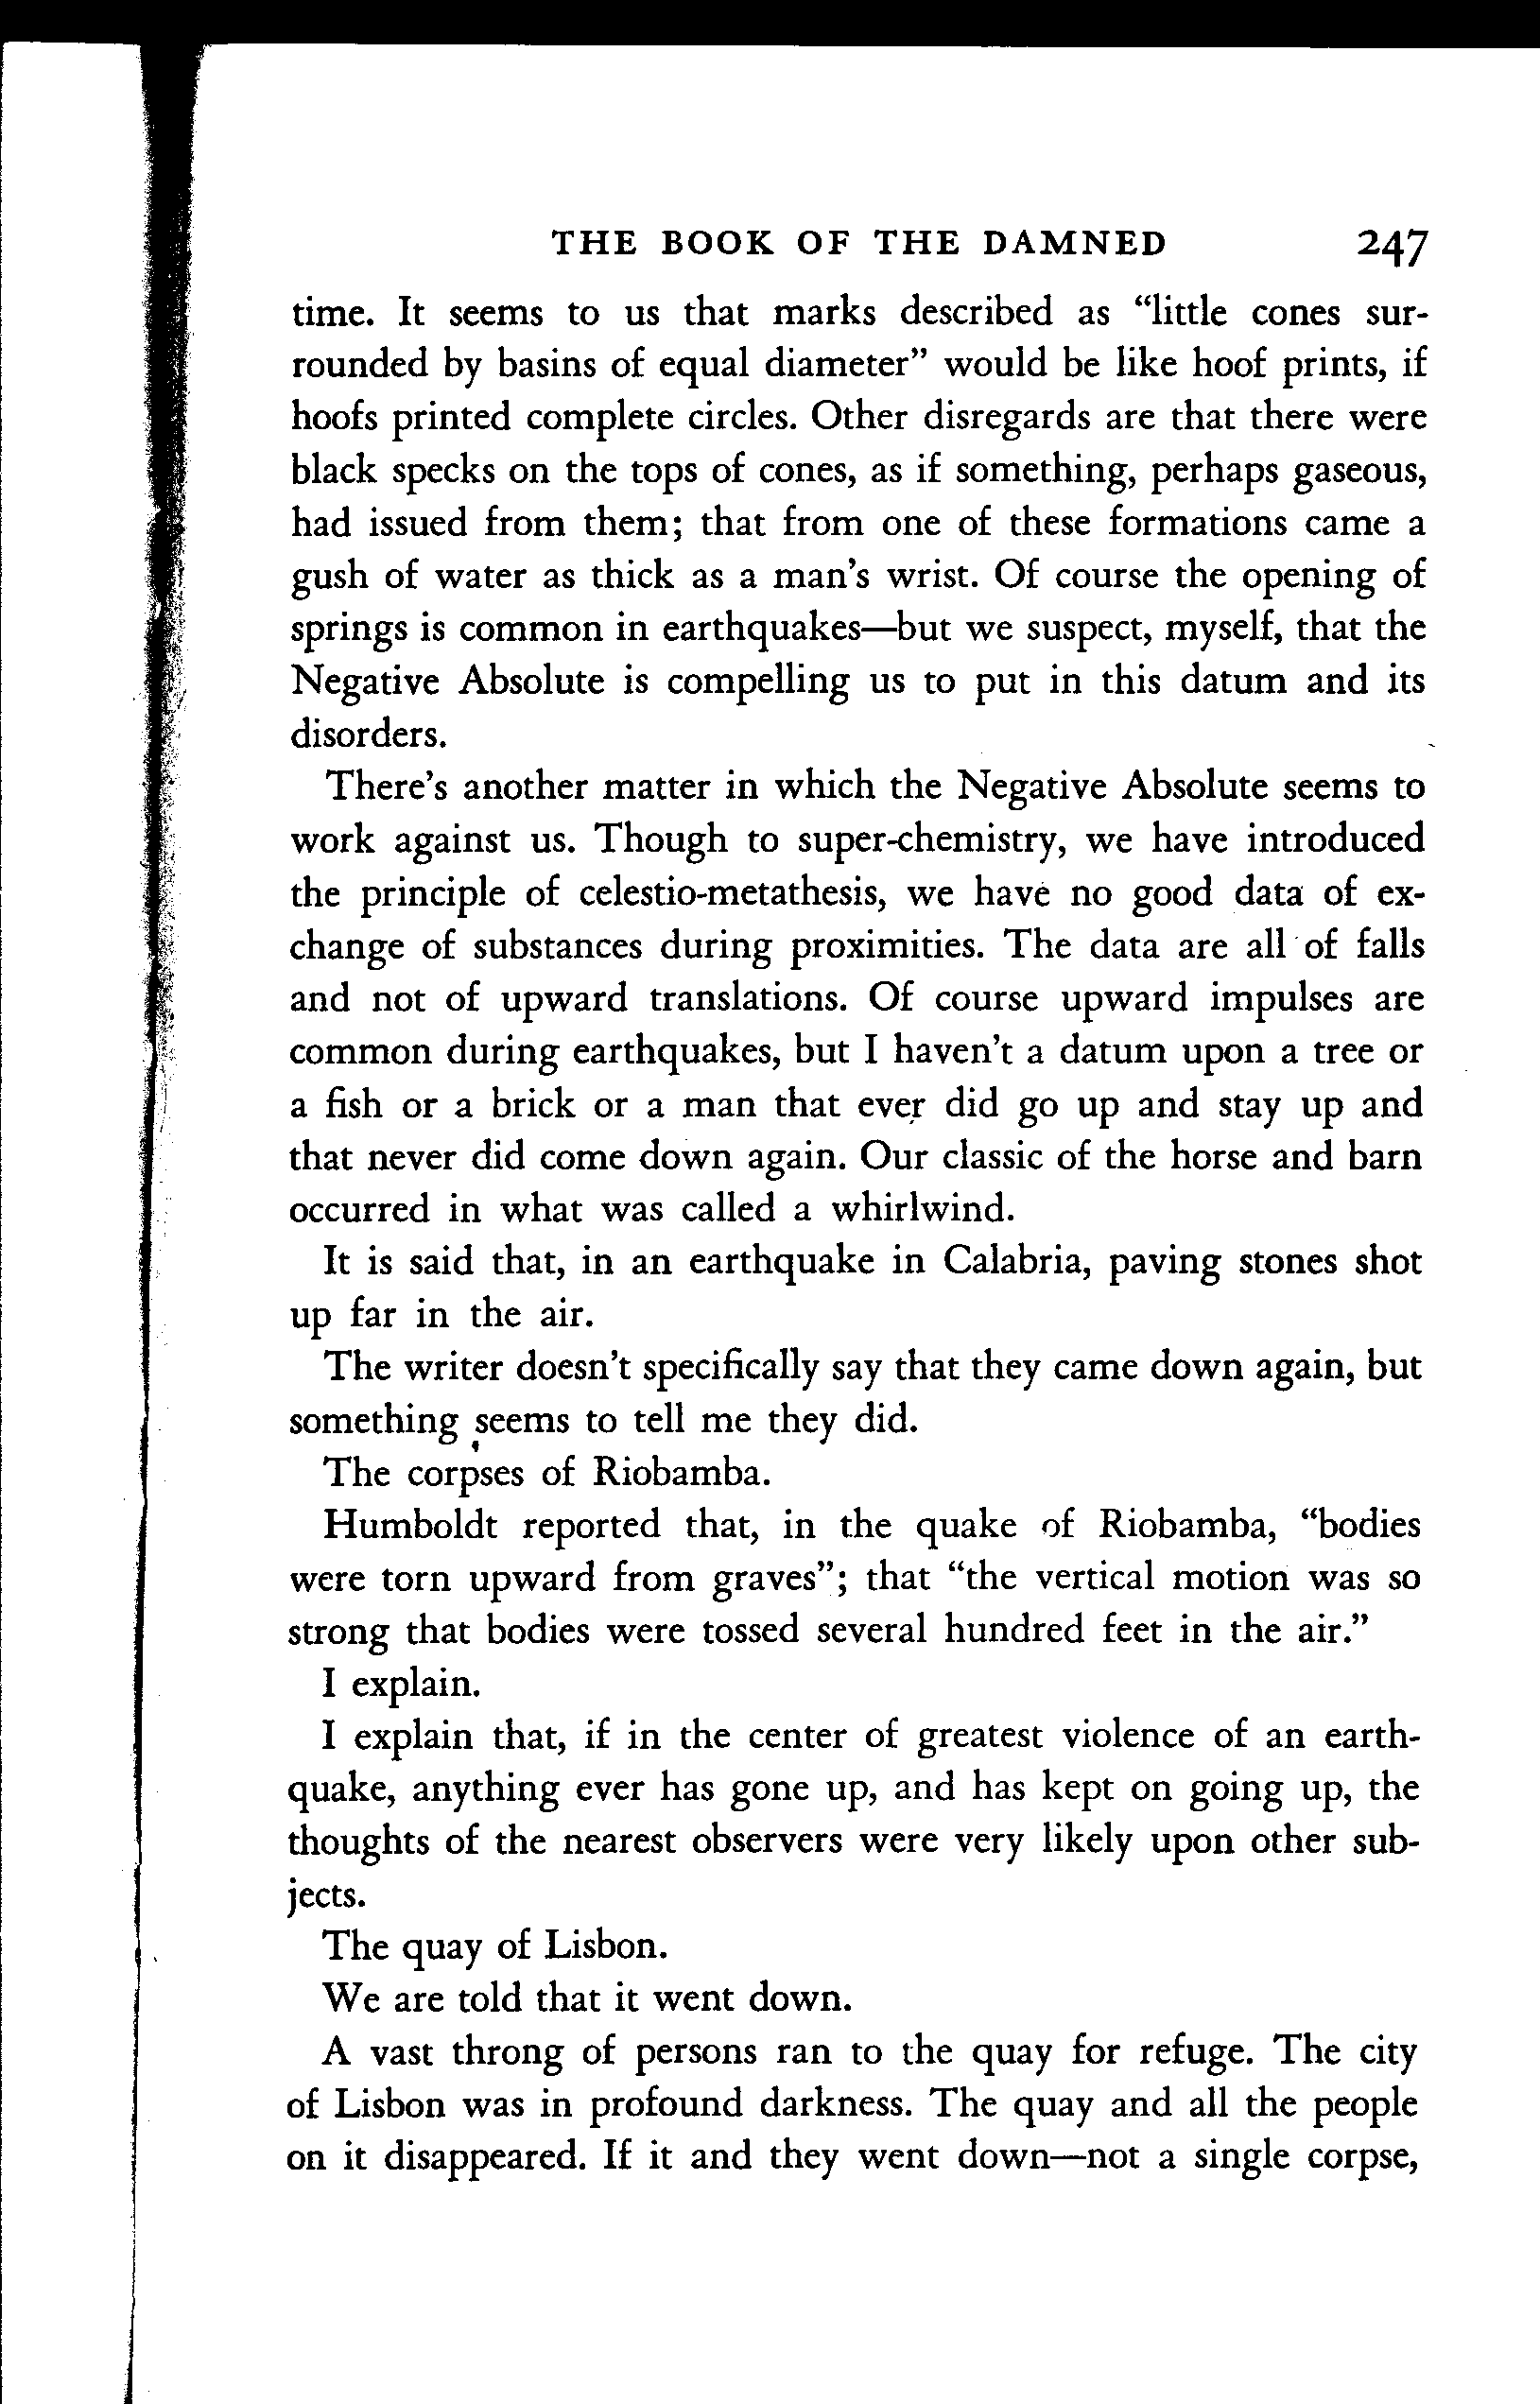 THE BOOK OF THE DAMNED 247
time. It seems to us that marks described as “little cones sur-
rounded by basins of equal diameter” would be like hoof prints, if
hoofs printed complete circles. Other disregards are that there were
black specks on the tops of cones, as if something, perhaps gaseous,
had issued from them; that from one of these formations came a
gush of water as thick as a man’s wrist. Of course the opening of
springs is common in earthquakes—but we suspect, myself, that the
Negative Absolute is compelling us to put in this datum and its
disorders.
There’s another matter in which the Negative Absolute seems to
work against us. Though to super-chemistry, we have introduced
the principle of celestio-metathesis, we have no good data of ex-
change of substances during proximities. The data are all of falls
and not of upward translations. Of course upward impulses are
common during earthquakes, but I haven’t a datum upon a tree or
a fish or a brick or a man that ever did go up and stay up and
that never did come down again. Our classic of the horse and barn
occurred in what was called a whirlwind.
It is said that, in an earthquake in Calabria, paving stones shot
up far in the air.
The writer doesn’t specifically say that they came down again, but
something seems to tell me they did.
The corpses of Riobamba.
Humboldt reported that, in the quake of Riobamba, “bodies
were torn upward from graves”; that “the vertical motion was so
strong that bodies were tossed several hundred feet in the air.”
I explain.
I explain that, if in the center of greatest violence of an earth-
quake, anything ever has gone up, and has kept on going up, the
thoughts of the nearest observers were very likely upon other sub-
jects.
The quay of Lisbon.
We are told that it went down.
A vast throng of persons ran to the quay for refuge. The city
of Lisbon was in profound darkness. The quay and all the people
on it disappeared. If it and they went down—not a single corpse,